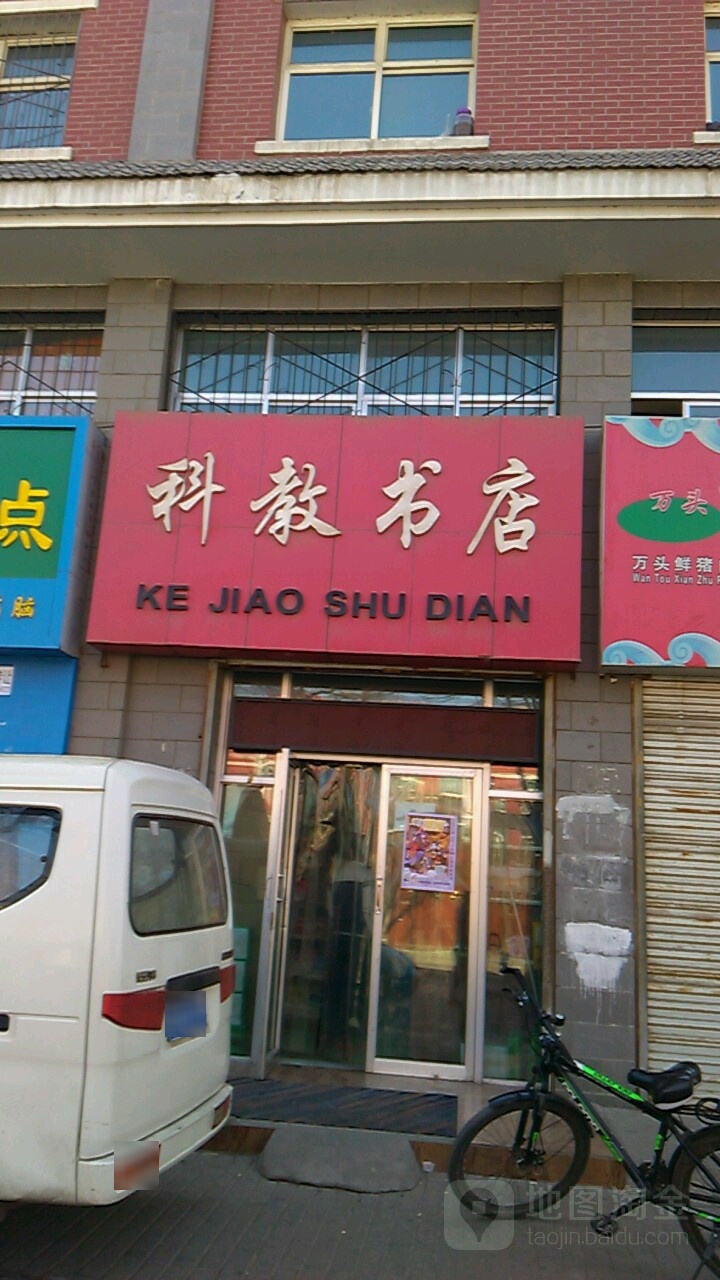 科教书店
KE JIAO SHU DIAN
点
脑
万头
万头鲜猪
Wan Tou Xian Zhu
地图淘金
taojin.baidu.com